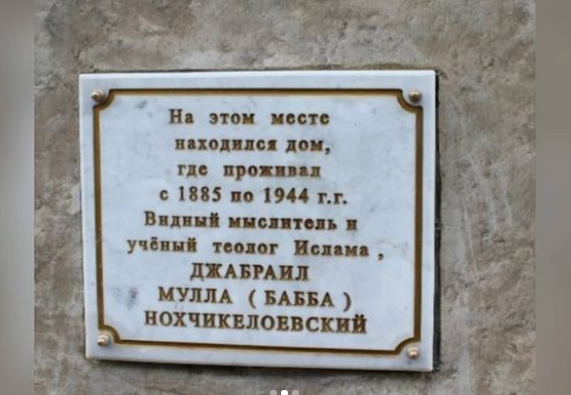 На этом месте
находился дом,
где проживал
с 1885 по 1944 г.г.
Видный мыслитель и
учёный теолог Ислама,
ДЖАБРАИЛ
МУЛЛА (БАББА)
НОХЧИКЕЛОЕВСКИЙ